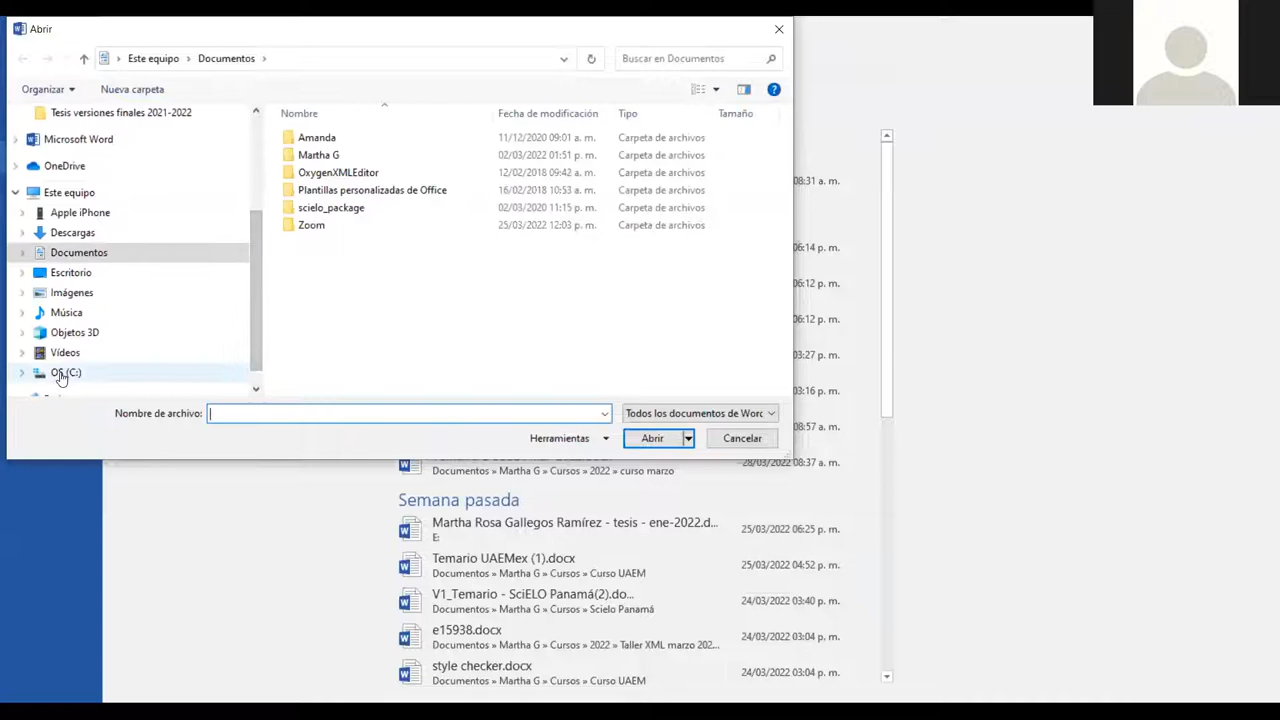 Abrir
Este equipo > Documentos >
Buscar en Documentos
Organizar
Nueva carpeta
Tesis versiones finales 2021-2022
Microsoft Word
OneDrive
Este equipo
Apple iPhone
Descargas
Documentos
Escritorio
Imágenes
Música
Objetos 3D
Vídeos
OS (C:)
Nombre Fecha de modificación Tipo Tamaño
Amanda 11/12/2020 09:01 a. m. Carpeta de archivos
Martha G 02/03/2022 01:51 p. m. Carpeta de archivos
OxygenXMLEditor 12/02/2018 09:42 a. m. Carpeta de archivos
Plantillas personalizadas de Office 16/02/2018 10:53 a. m. Carpeta de archivos
scielo_package 02/03/2020 11:15 p. m. Carpeta de archivos
Zoom 25/03/2022 12:03 p. m. Carpeta de archivos
Nombre de archivo:
Todos los documentos de Worc
Herramientas
Abrir
Cancelar
08:31 a. m.
06:14 p. m.
06:12 p. m.
06:12 p. m.
03:27 p. m.
03:16 p. m.
08:57 a. m.
28/03/2022 08:37 a. m.
Documentos » Martha G » Cursos » 2022 » curso marzo
Semana pasada
Martha Rosa Gallegos Ramírez - tesis - ene-2022.d... 25/03/2022 06:25 p. m.
E:
Temario UAEMex (1).docx 25/03/2022 04:52 p. m.
Documentos » Martha G » Cursos » Curso UAEM
V1_Temario - SciELO Panamá(2).do... 24/03/2022 03:40 p. m.
Documentos » Martha G » Cursos » Scielo Panamá
e15938.docx 24/03/2022 03:04 p. m.
Documentos » Martha G » Cursos » 2022 » Taller XML marzo 202...
style checker.docx 24/03/2022 03:04 p. m.
Documentos » Martha G » Cursos » Curso UAEM